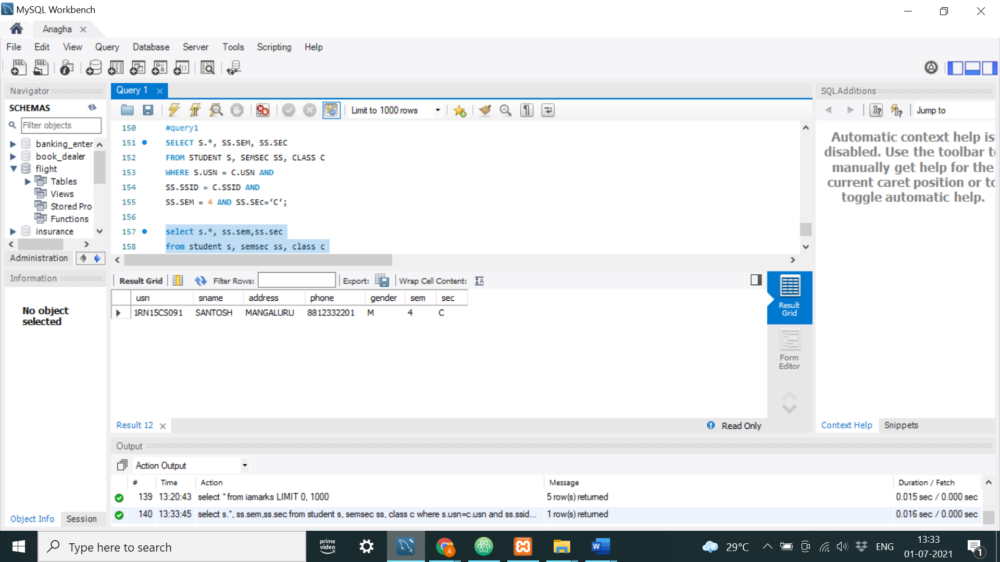 MySQL Workbench
Anagha
File Edit View Query Database Server Tools Scripting Help
Navigator
SCHEMAS
Filter objects
banking_enter
book_dealer
flight
Tables
Views
Stored Pro
Functions
insurance
Administration
Information
No object
selected
Object Info Session
Query 1
Limit to 1000 rows
150 #query1
151 SELECT S.*, SS.SEM, SS.SEC
152 FROM STUDENT S, SEMSEC SS, CLASS C
153 WHERE S.USN = C.USN AND
154 SS.SSID = C.SSID AND
155 SS.SEM = 4 AND SS.SEc=‘C‘;
156
157 select s.*, ss.sem,ss.sec
158 from student s, semsec ss, class c
Result Grid Filter Rows: Export: Wrap Cell Content:
usn sname address phone gender sem sec
1RN15CS091 SANTOSH MANGALURU 8812332201 M 4 C
Result
Grid
Form
Editor
Result 12 Read Only
SQLAdditions
Jump to
Automatic context help is
disabled. Use the toolbar to
manually get help for the
current caret position or to
toggle automatic help.
Context Help Snippets
Output
Action Output
# Time Action Message Duration / Fetch
139 13:20:43 select * from iamarks LIMIT 0, 1000 5 row(s) returned 0.015 sec / 0.000 sec
140 13:33:45 select s.*, ss.sem,ss.sec from student s, semsec ss, class c where s.usn=c.usn and ss.ssid... 1 row(s) returned 0.016 sec / 0.000 sec
Type here to search
prime
video
29°C
ENG
13:33
01-07-2021
1